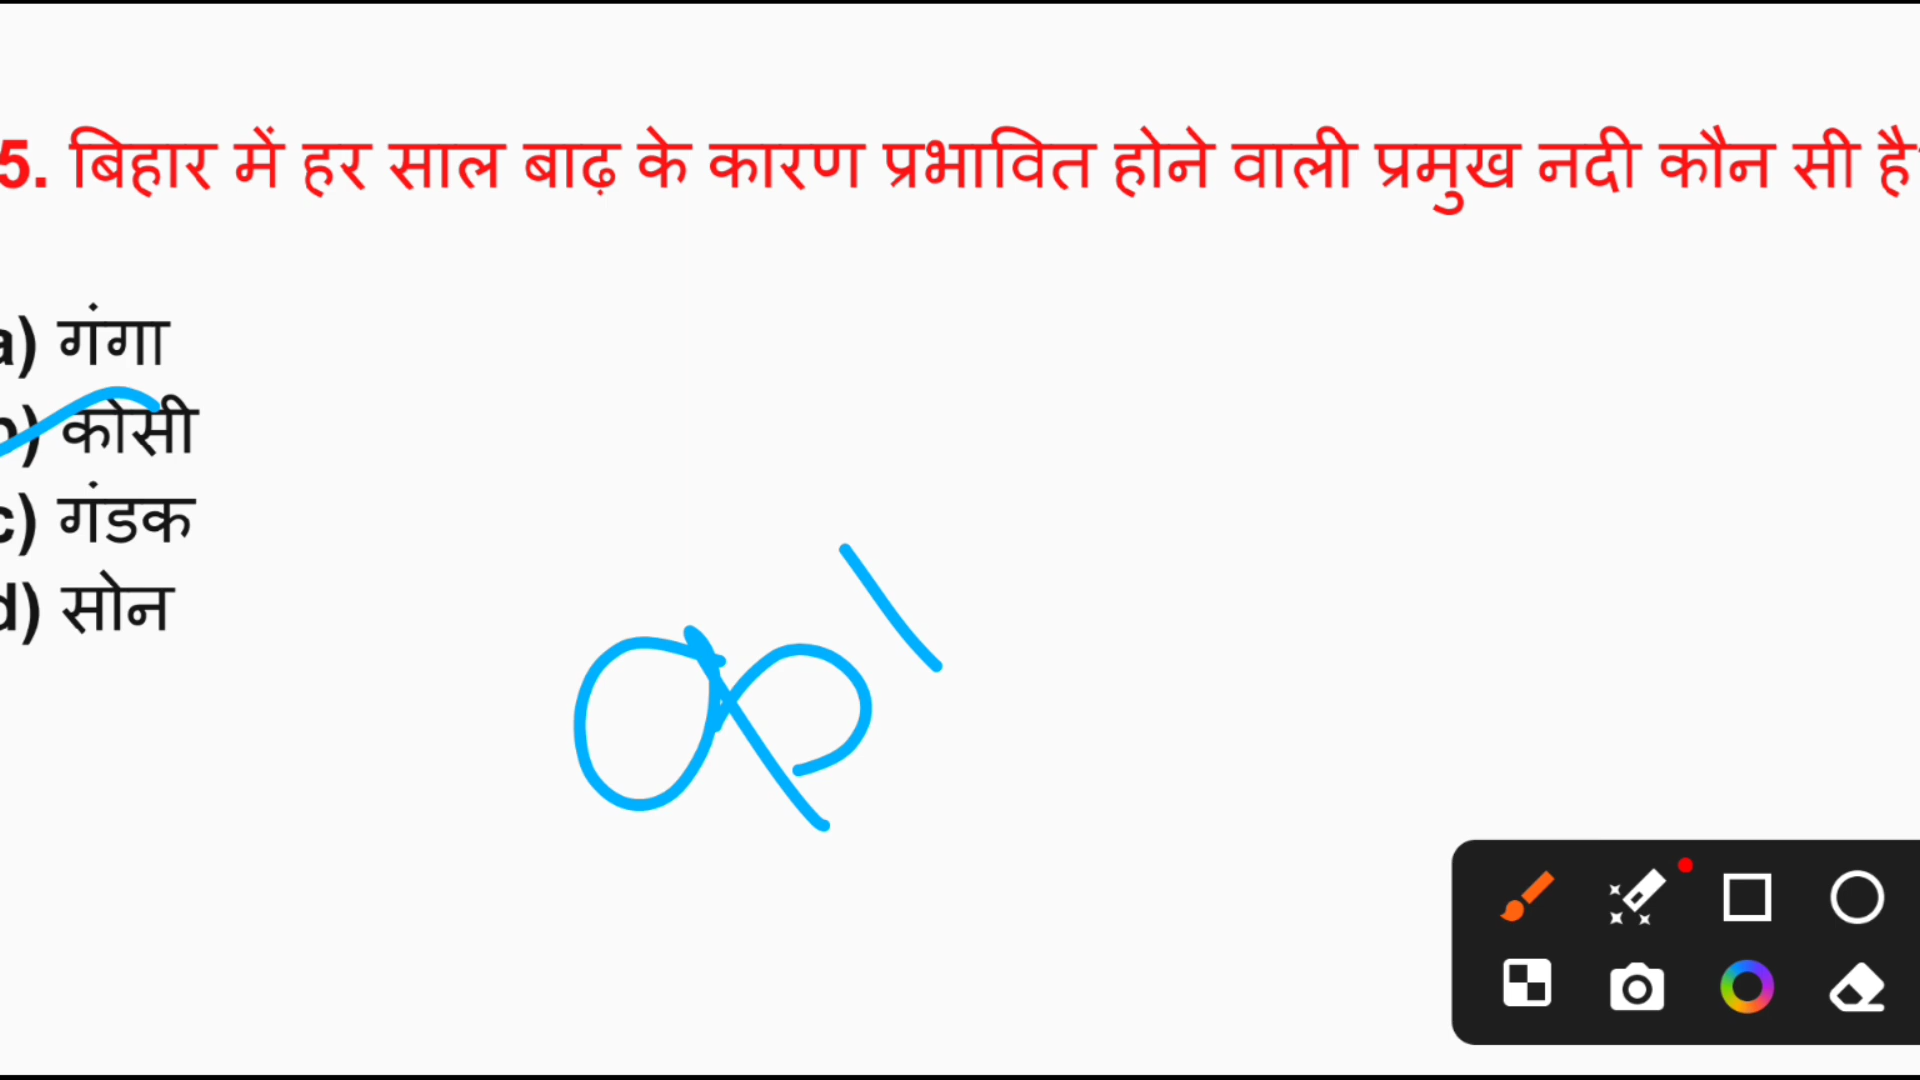 5. बिहार में हर साल बाढ़ के कारण प्रभावित होने वाली प्रमुख नदी कौन सी है
a) गंगा
b) कोसी
c) गंडक
d) सोन